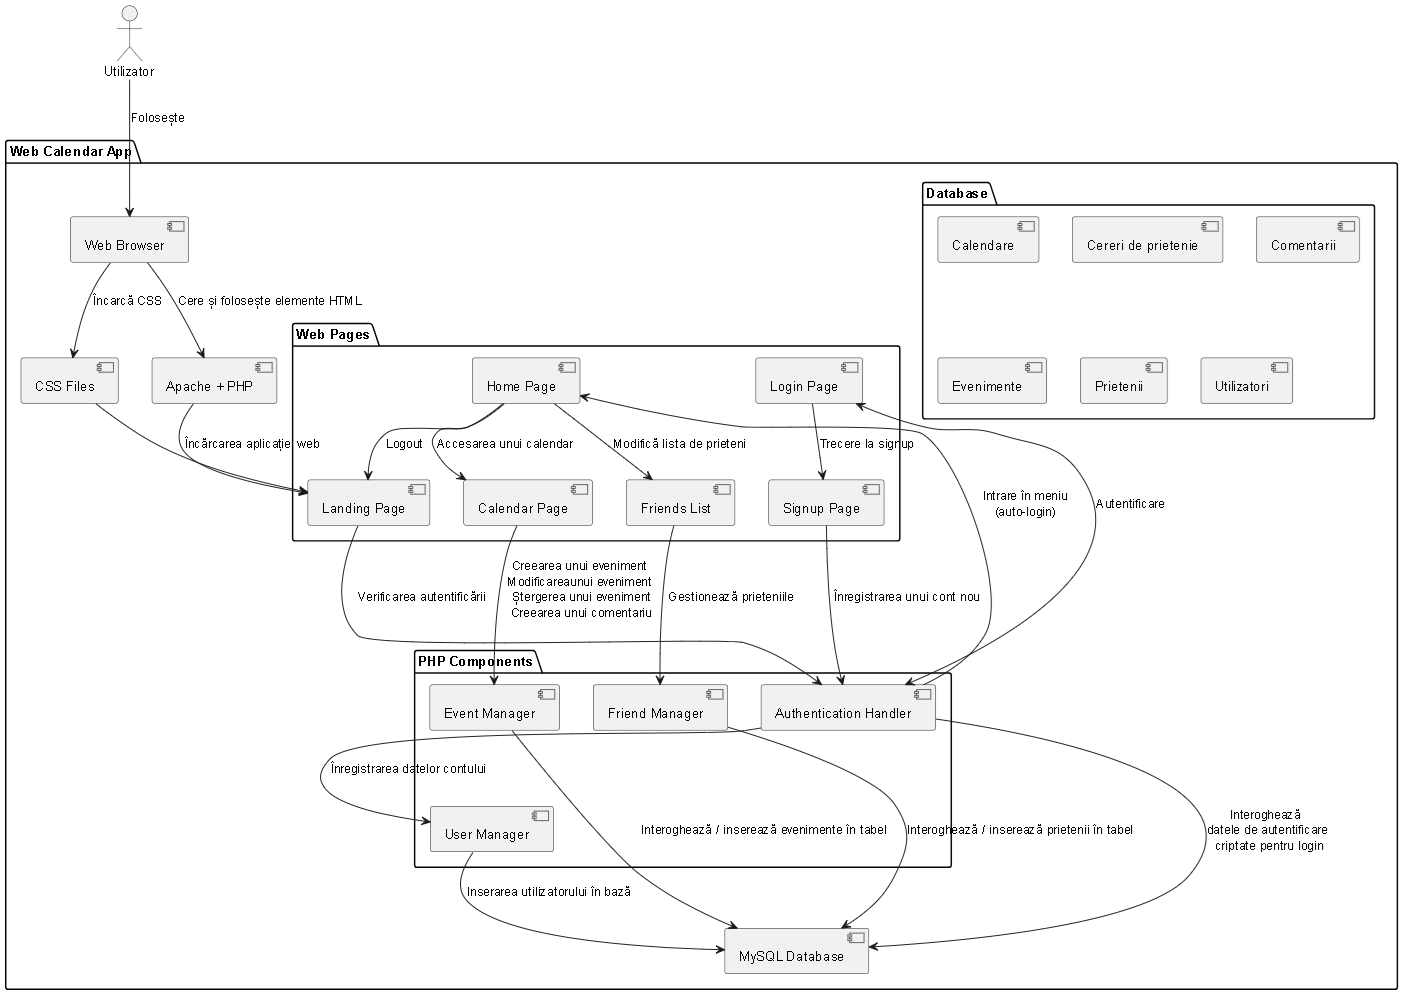 Utilizator
Folosește
Web Calendar App
Database
Web Browser
Calendare
Cereri de prietenie
Comentarii
Încarcă CSS
Cere și folosește elemente HTML
Web Pages
CSS Files
Apache + PHP
Home Page
Login Page
Evenimente
Prietenii
Utilizatori
Încărcarea aplicație web
Logout
Accesarea unui calendar
Modifică lista de prieteni
Trecere la signup
Landing Page
Calendar Page
Friends List
Signup Page
Intrare în meniu
(auto-login)
Autentificare
Creearea unui eveniment
Modificareaunui eveniment
Ștergerea unui eveniment
Creearea unui comentariu
Verificarea autentificării
Gestionează prieteniile
Înregistrarea unui cont nou
PHP Components
Event Manager
Friend Manager
Authentication Handler
Înregistrarea datelor contului
User Manager
Interoghează / inserează evenimente în tabel
Interoghează / inserează prietenii în tabel
Interoghează
datele de autentificare
criptate pentru login
Inserarea utilizatorului în bază
MySQL Database